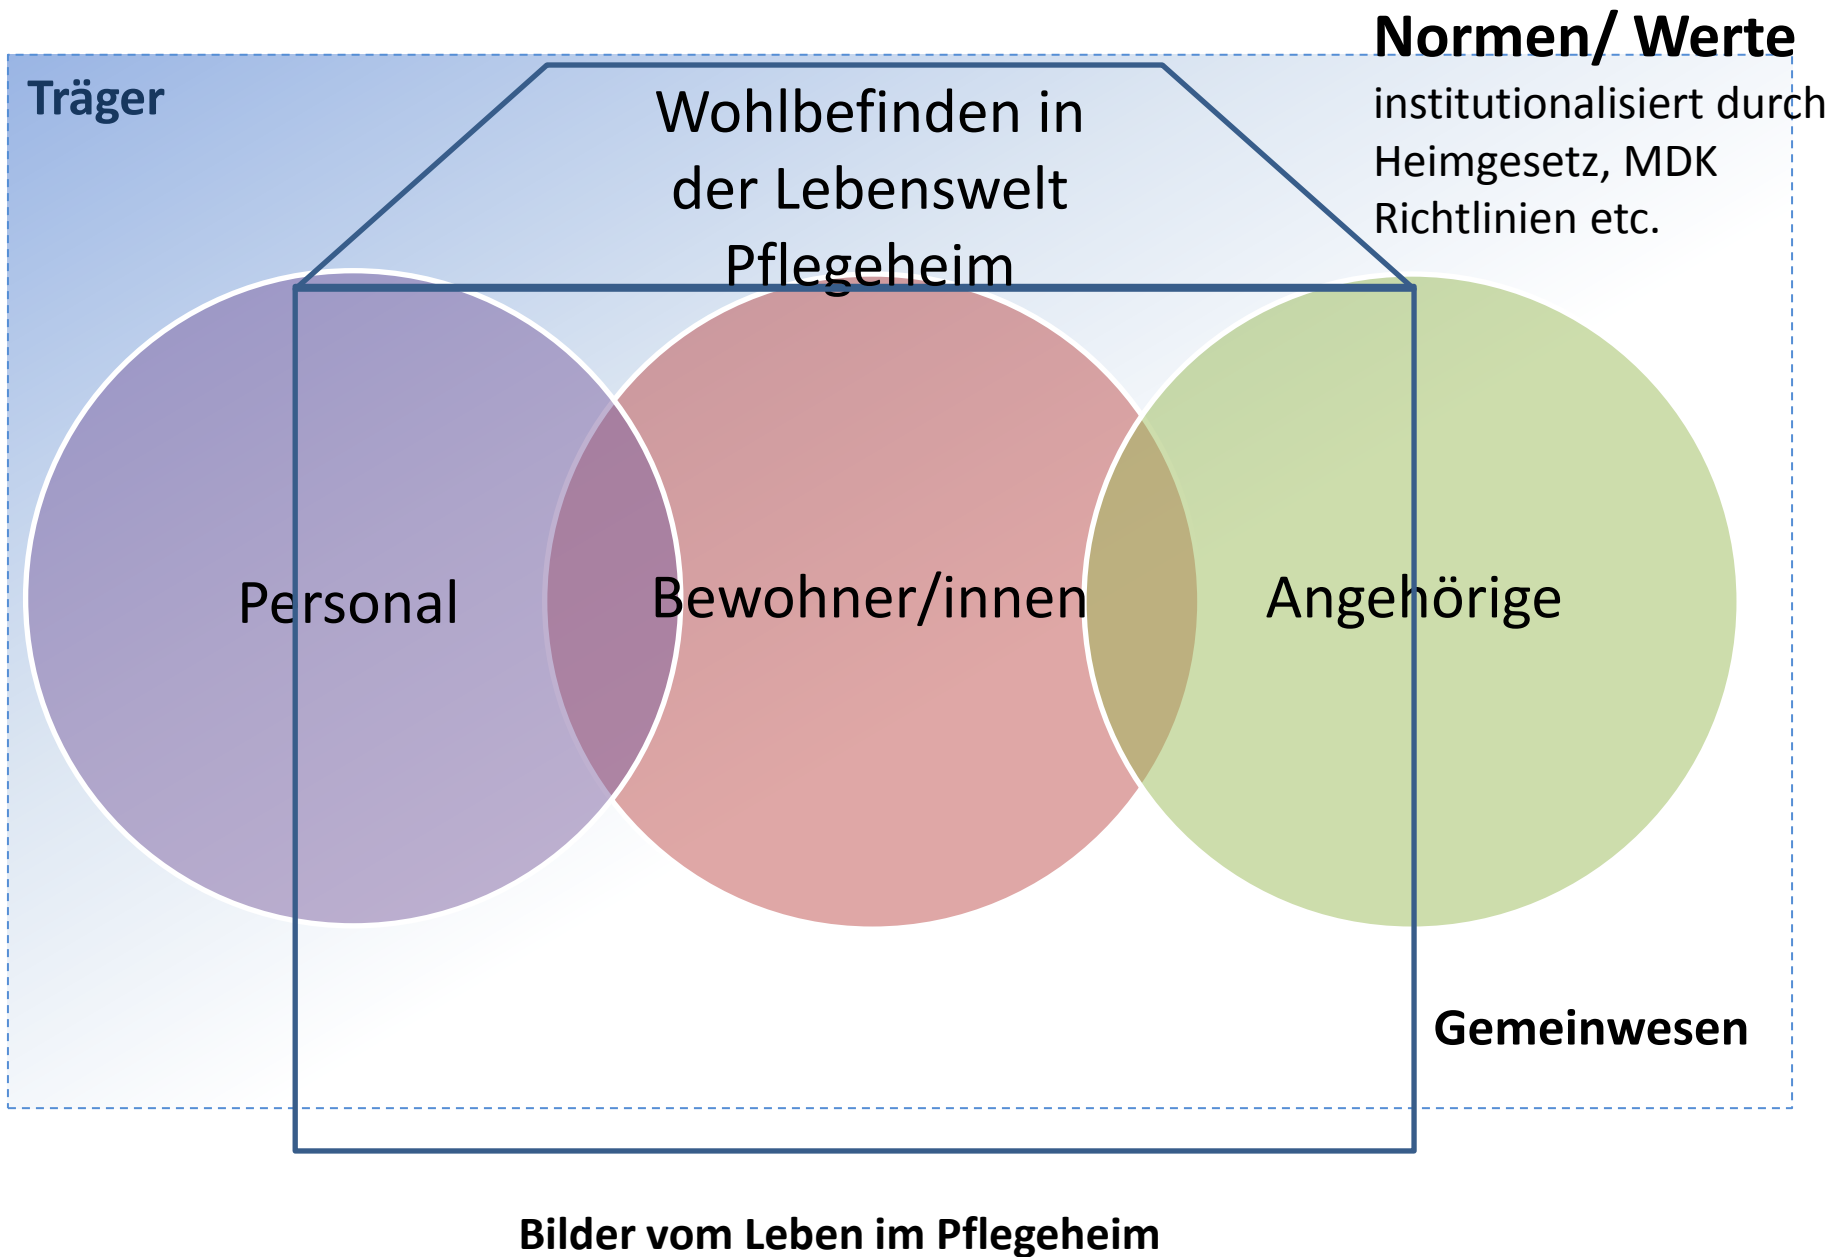 Normen/ Werte
institutionalisiert durch
Heimgesetz, MDK
Richtlinien etc.
Träger
Wohlbefinden in
der Lebenswelt
Pflegeheim
Personal
Bewohner/innen
Angehörige
Gemeinwesen
Bilder vom Leben im Pflegeheim